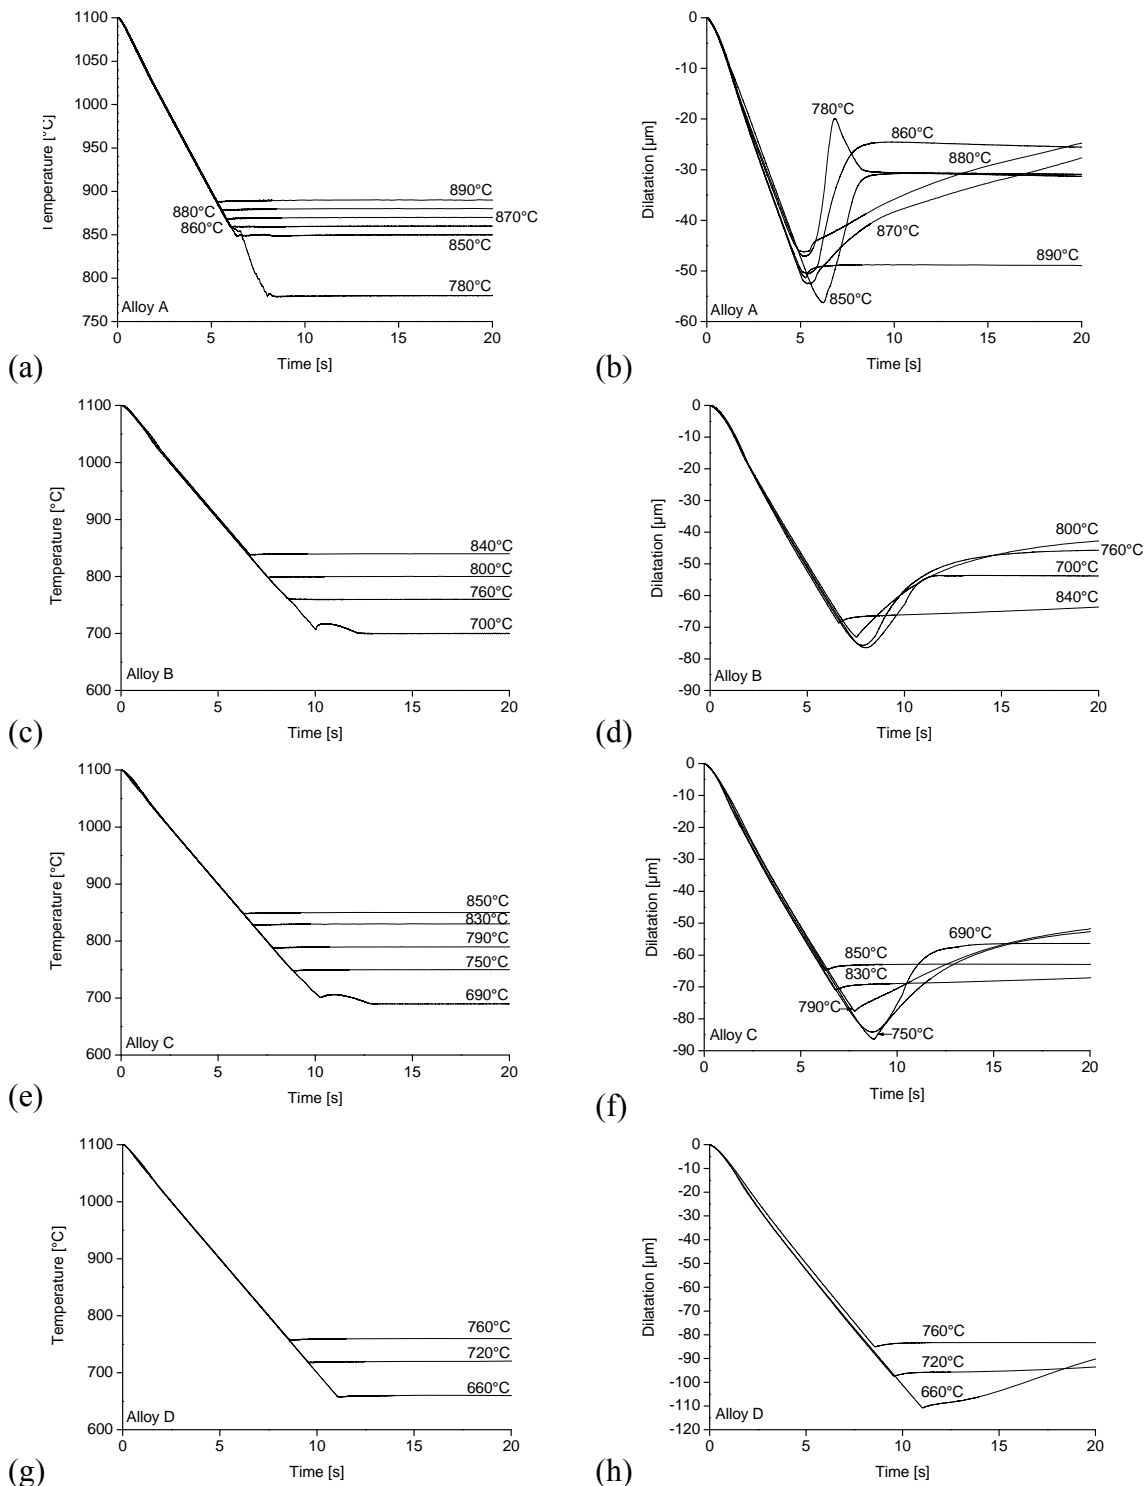 1100
1050
1000
950
900
850
800
750
Temperature [°C]
890°C
880°C
870°C
860°C
850°C
780°C
Alloy A
0 5 10 15 20
Time [s]
(a)
0
-10
-20
-30
-40
-50
-60
Dilatation [µm]
780°C
860°C
880°C
870°C
890°C
850°C
Alloy A
0 5 10 15 20
Time [s]
(b)
1100
1000
900
800
700
600
Temperature [°C]
840°C
800°C
760°C
700°C
Alloy B
0 5 10 15 20
Time [s]
(c)
0
-10
-20
-30
-40
-50
-60
-70
-80
-90
Dilatation [µm]
800°C
760°C
700°C
840°C
Alloy B
0 5 10 15 20
Time [s]
(d)
1100
1000
900
800
700
600
Temperature [°C]
850°C
830°C
790°C
750°C
690°C
Alloy C
0 5 10 15 20
Time [s]
(e)
0
-10
-20
-30
-40
-50
-60
-70
-80
-90
Dilatation [µm]
690°C
850°C
830°C
790°C
750°C
Alloy C
0 5 10 15 20
Time [s]
(f)
1100
1000
900
800
700
600
Temperature [°C]
760°C
720°C
660°C
Alloy D
0 5 10 15 20
Time [s]
(g)
0
-10
-20
-30
-40
-50
-60
-70
-80
-90
-100
-110
-120
Dilatation [µm]
760°C
720°C
660°C
Alloy D
0 5 10 15 20
Time [s]
(h)